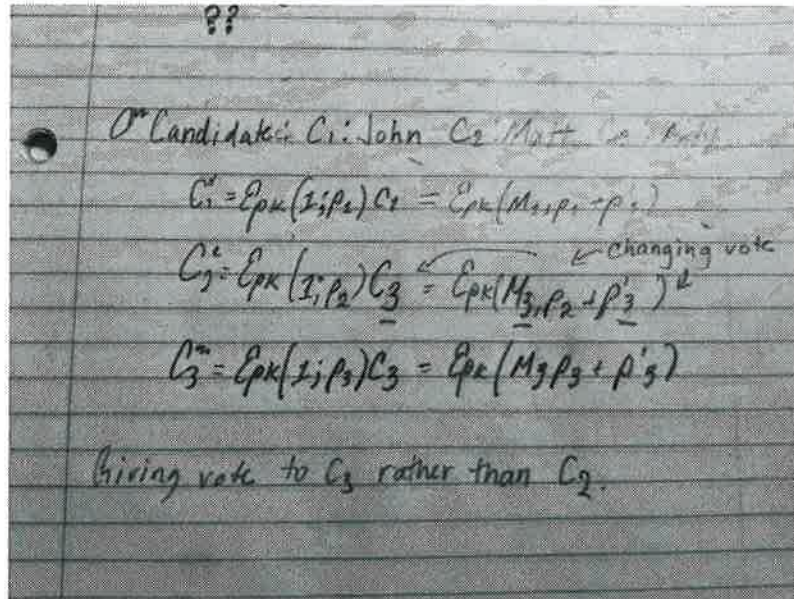 ??
Candidate: C₁: John C₂: Matt
C₁ = Epk(1;ρ₁)C₁ = Epk(M₁,ρ₁+ρ'₁)
changing vote
C₂ = Epk(1;ρ₂)C₃ = Epk(M₃,ρ₂+ρ'₃)
C₃ = Epk(1;ρ₃)C₃ = Epk(M₃ρ₃+ρ'₃)
Giving vote to C₃ rather than C₂.